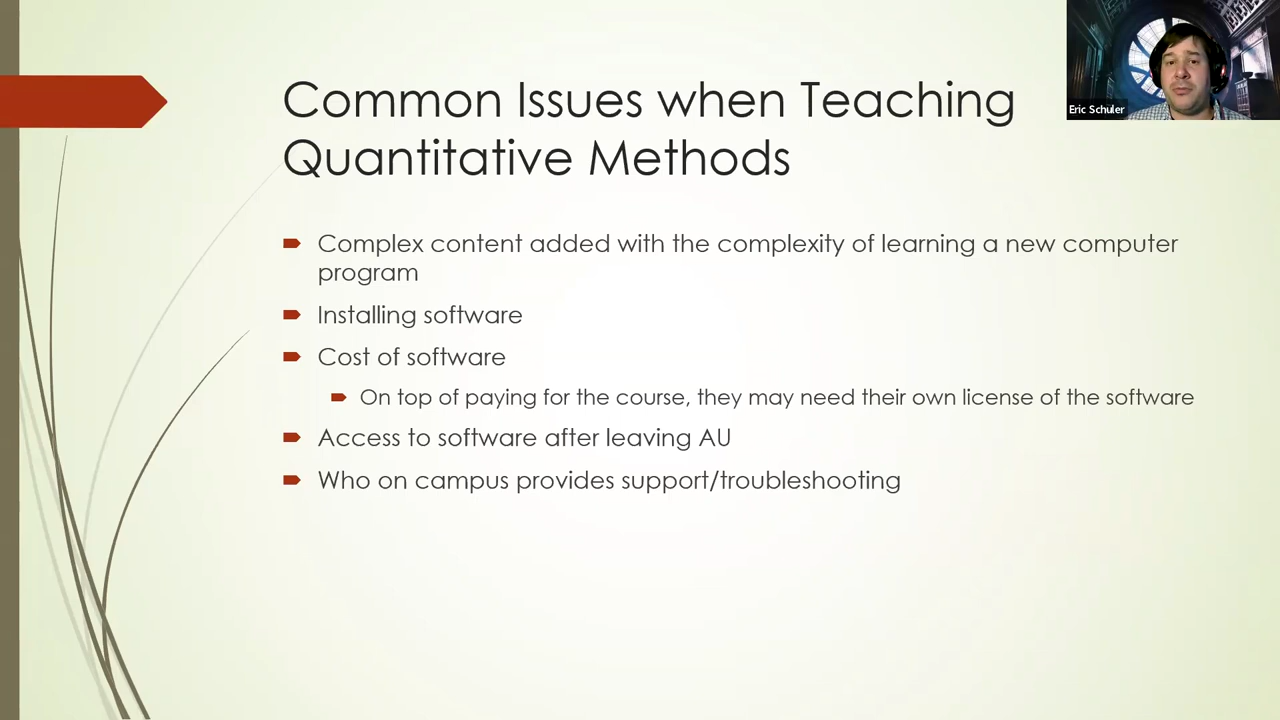 Common Issues when Teaching
Quantitative Methods
Eric Schuler
Complex content added with the complexity of learning a new computer
program
Installing software
Cost of software
On top of paying for the course, they may need their own license of the software
Access to software after leaving AU
Who on campus provides support/troubleshooting